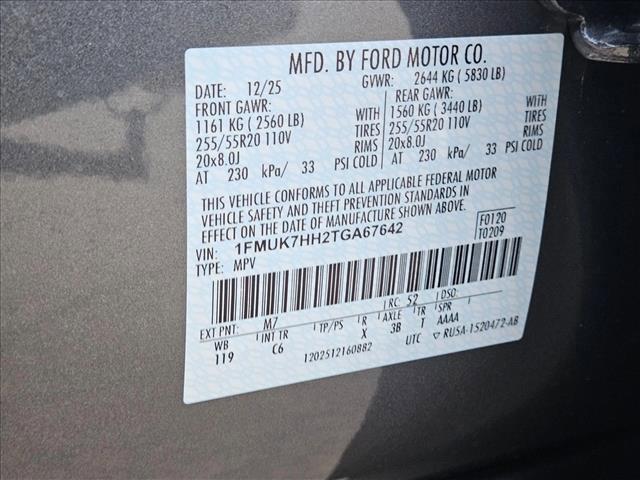 MFD. BY FORD MOTOR CO.
DATE: 12/25 GVWR: 2644 KG ( 5830 LB)
FRONT GAWR: REAR GAWR:
1161 KG ( 2560 LB) WITH 1560 KG ( 3440 LB) WITH
255/55R20 110V TIRES 255/55R20 110V TIRES
20x8.0J RIMS 20x8.0J RIMS
AT 230 kPa/ 33 PSI COLD AT 230 kPa/ 33 PSI COLD
THIS VEHICLE CONFORMS TO ALL APPLICABLE FEDERAL MOTOR
VEHICLE SAFETY AND THEFT PREVENTION STANDARDS IN
EFFECT ON THE DATE OF MANUFACTURE SHOWN ABOVE.
VIN: 1FMUK7HH2TGA67642 F0120
TYPE: MPV T0209
EXT PNT: M7 RC: 52 DSO:
WB INT TR TP/PS R AXLE TR SPR
119 C6 X 3B T AAAA
1202512160882 UTC ▽ RU5A-1520472-AB